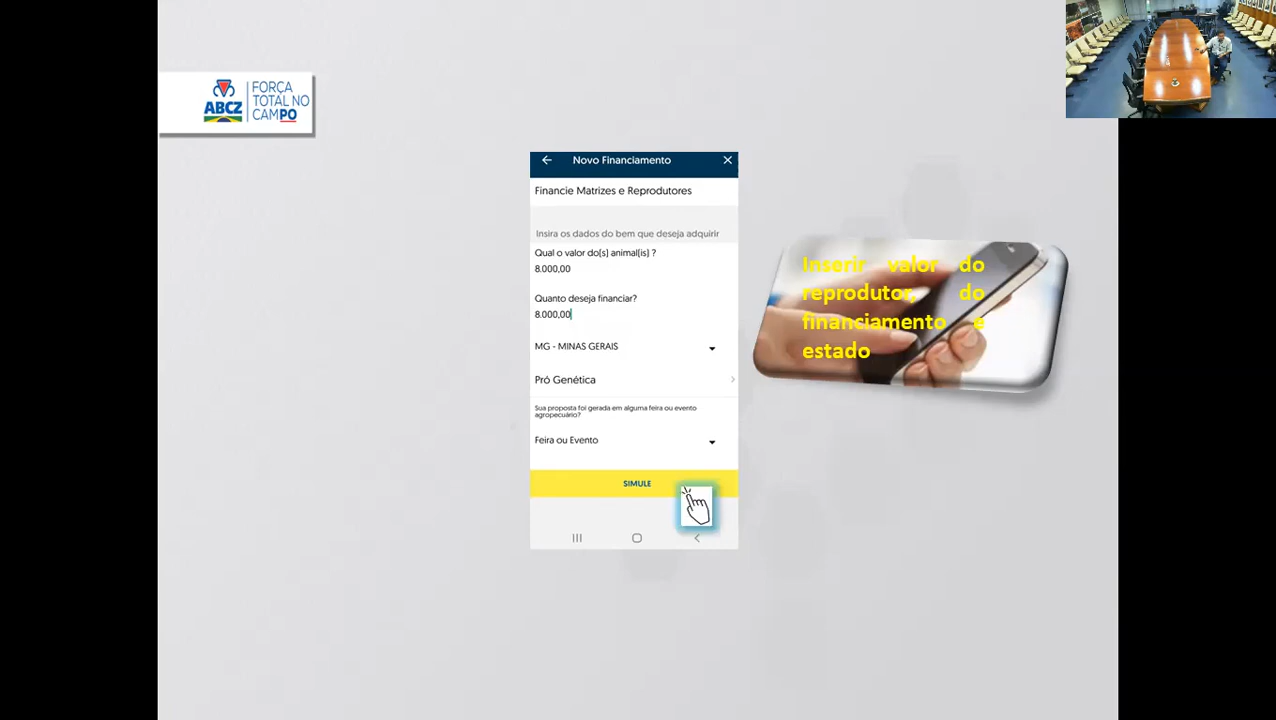 ABCZ
FORÇA
TOTAL NO
CAMPO
Novo Financiamento
Financie Matrizes e Reprodutores
Insira os dados do bem que deseja adquirir
Qual o valor do(s) animal(is) ?
8.000,00
Quanto deseja financiar?
8.000,00
MG - MINAS GERAIS
Pró Genética
Sua proposta foi gerada em alguma feira ou evento
agropecuário?
Feira ou Evento
SIMULE
Inserir valor do
reprodutor, do
financiamento e
estado